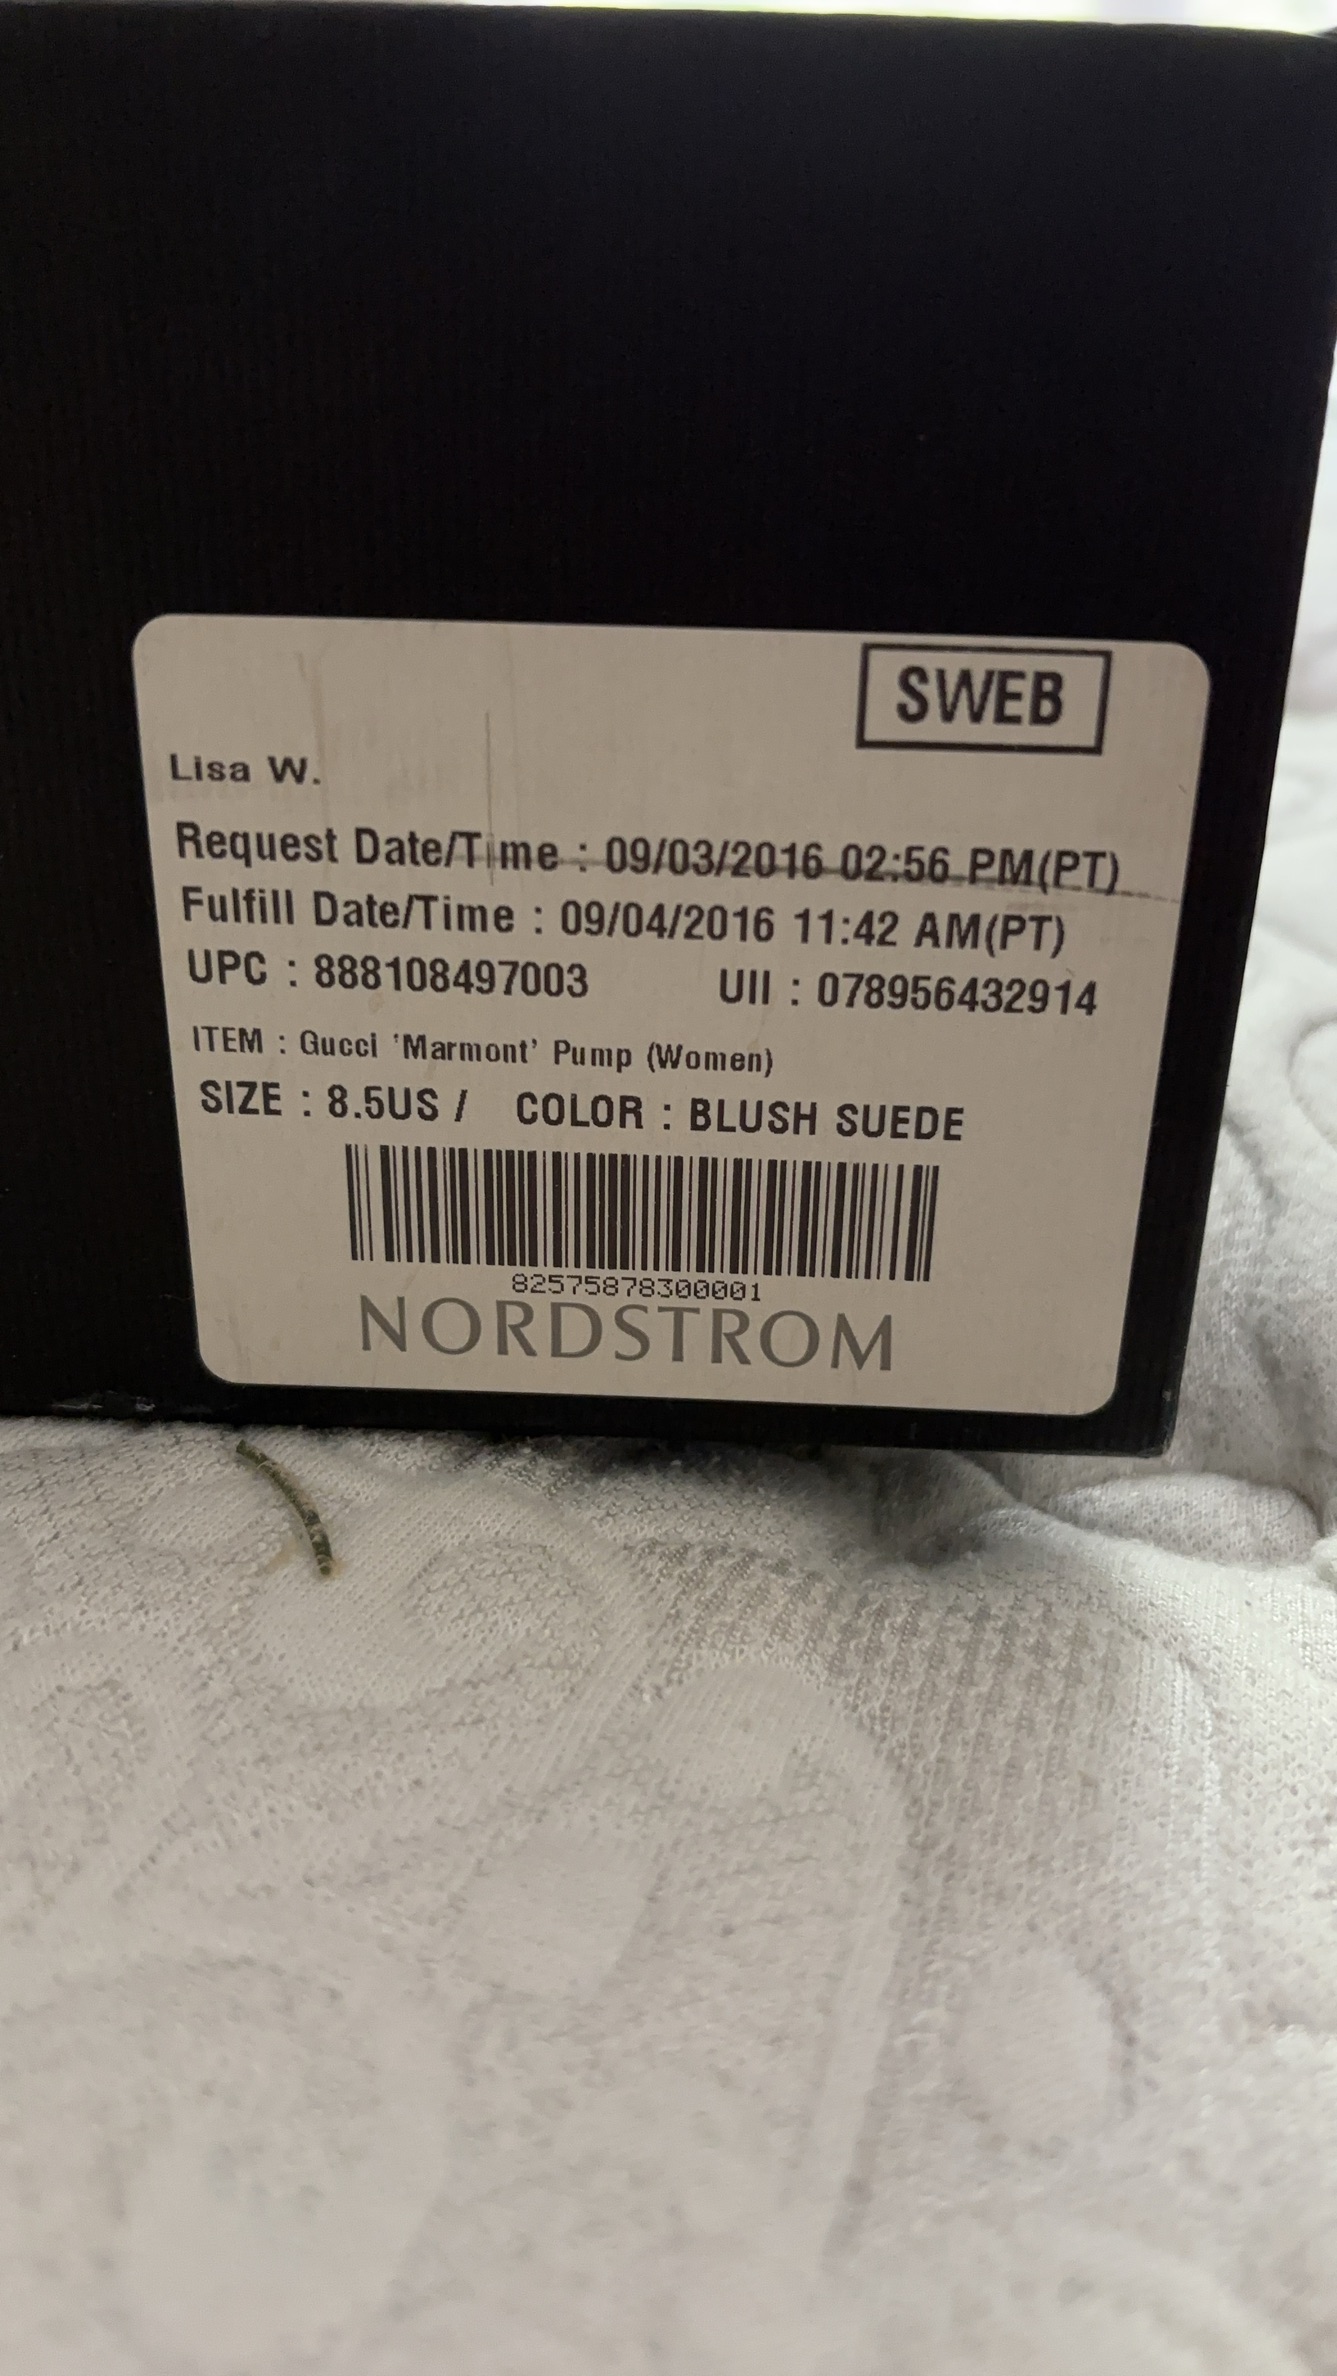 SWEB
Lisa W.
Request Date/Time : 09/03/2016 02:56 PM(PT)
Fulfill Date/Time : 09/04/2016 11:42 AM(PT)
UPC : 888108497003 UII : 078956432914
ITEM : Gucci 'Marmont' Pump (Women)
SIZE : 8.5US / COLOR : BLUSH SUEDE
82575878300001
NORDSTROM